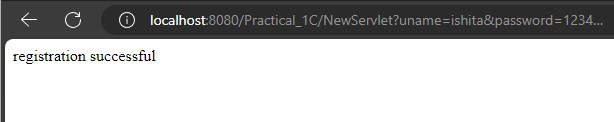 localhost:8080/Practical_1C/NewServlet?uname=ishita&password=1234...
registration successful